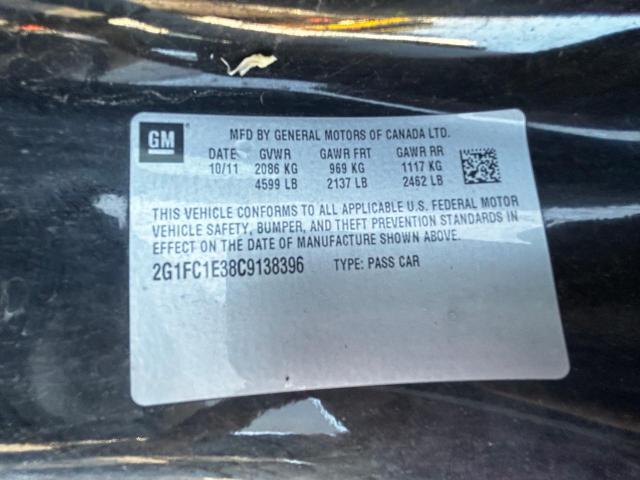 GM
MFD BY GENERAL MOTORS OF CANADA LTD.
DATE GVWR GAWR FRT GAWR RR
10/11 2086 KG 969 KG 1117 KG
4599 LB 2137 LB 2462 LB
THIS VEHICLE CONFORMS TO ALL APPLICABLE U.S. FEDERAL MOTOR
VEHICLE SAFETY, BUMPER, AND THEFT PREVENTION STANDARDS IN
EFFECT ON THE DATE OF MANUFACTURE SHOWN ABOVE.
2G1FC1E38C9138396 TYPE: PASS CAR